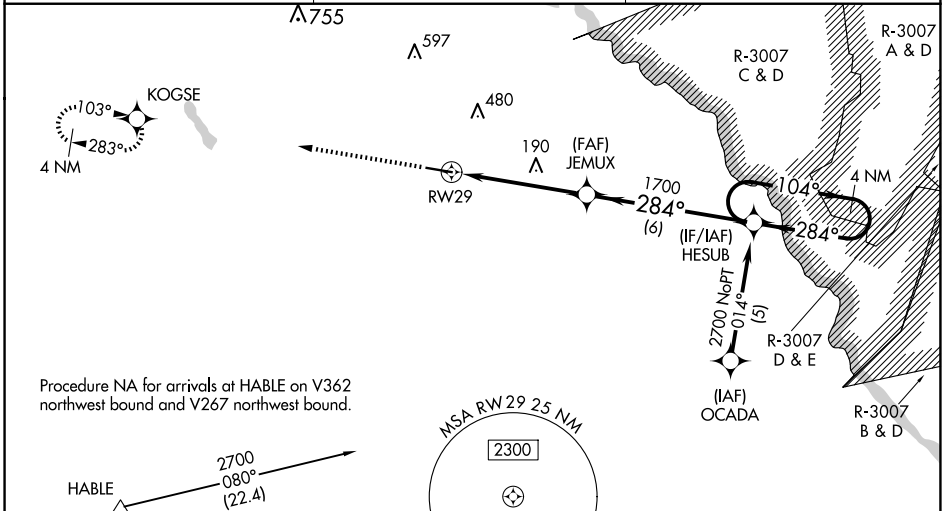 755
597
R-3007
A & D
R-3007
C & D
KOGSE
103°
283°
4 NM
480
190
(FAF)
JEMUX
RW29
1700
284°
(6)
104°
4 NM
284°
(IF/IAF)
HESUB
2700 NoPT
014°
(5)
R-3007
D & E
(IAF)
OCADA
R-3007
B & D
Procedure NA for arrivals at HABLE on V362
northwest bound and V267 northwest bound.
MSA RW29 25 NM
2300
HABLE
2700
080°
(22.4)